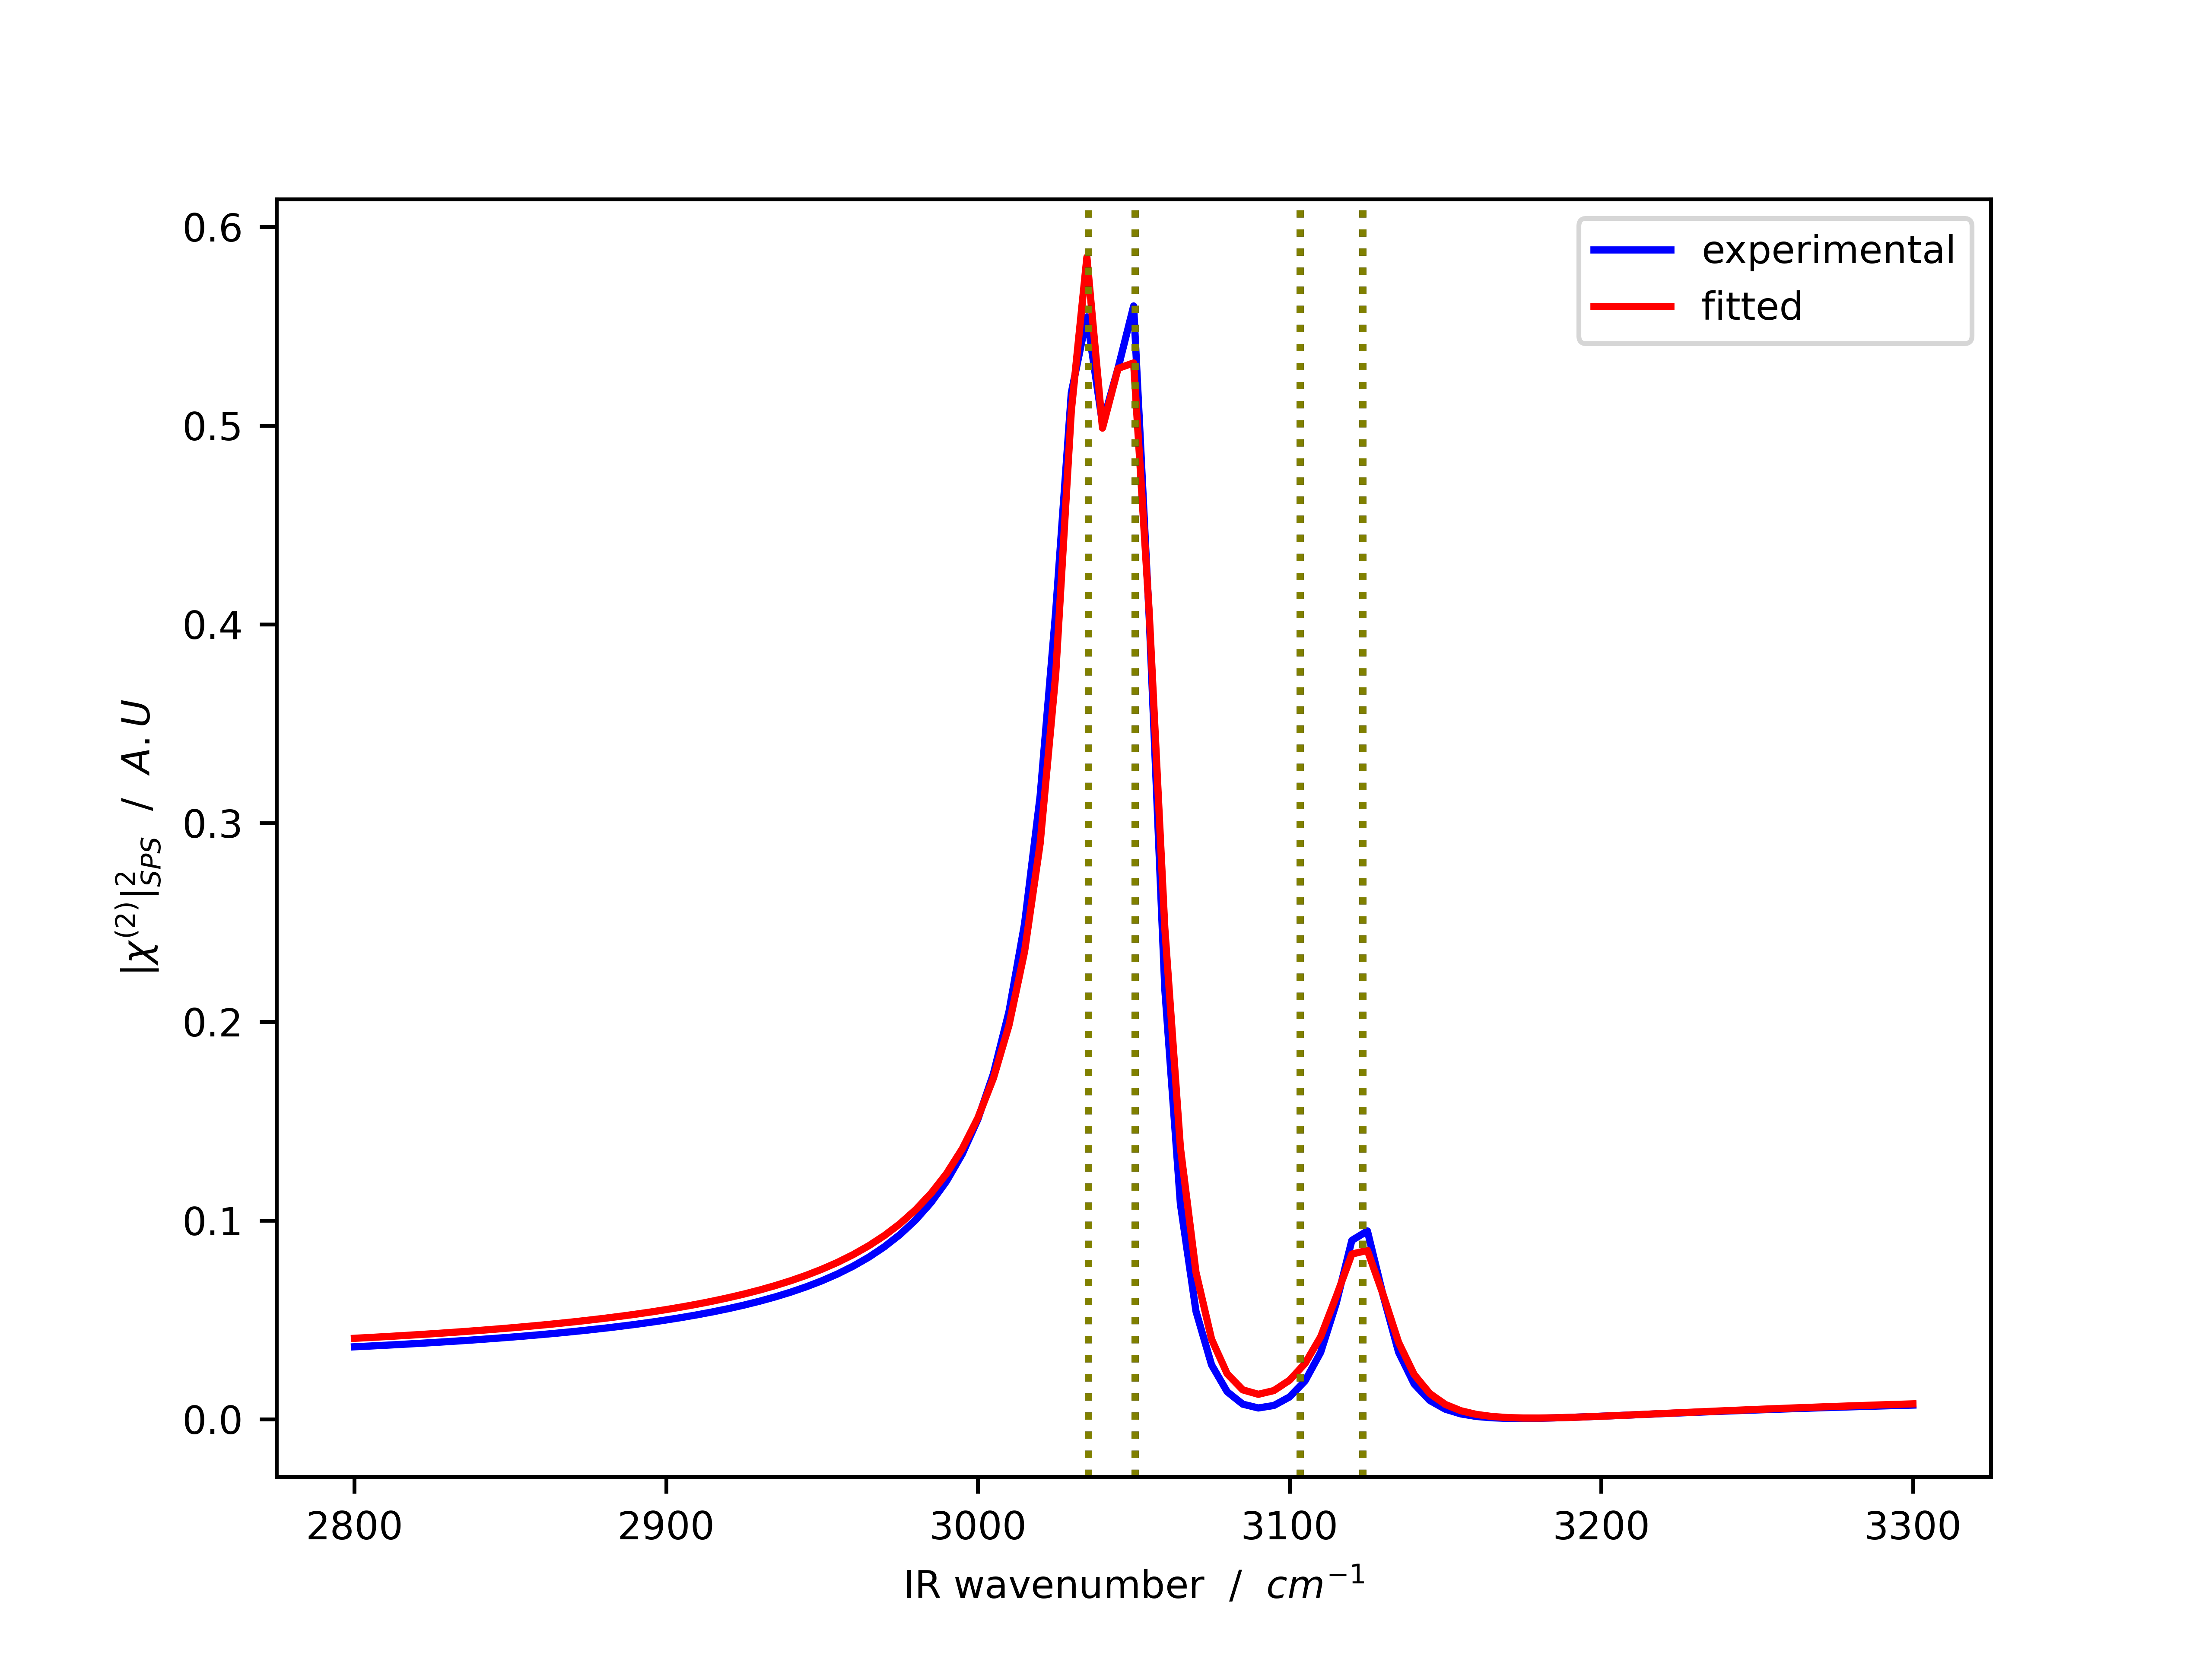 experimental
fitted
0.6
0.5
0.4
0.3
0.2
0.1
0.0
|χ⁽²⁾|²_SPS / A.U
2800 2900 3000 3100 3200 3300
IR wavenumber / cm⁻¹